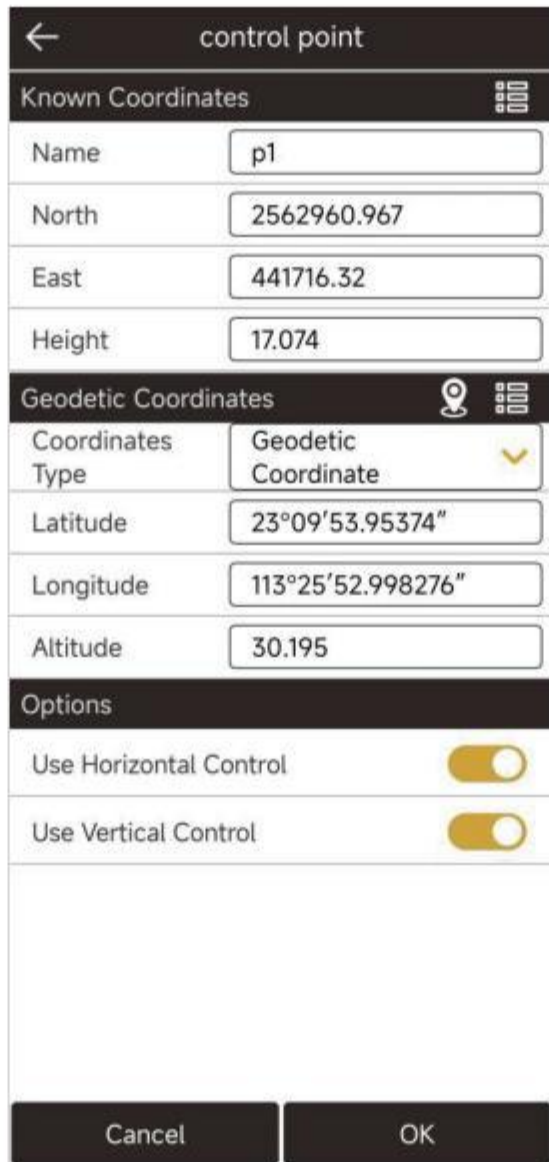 control point
Known Coordinates
Name p1
North 2562960.967
East 441716.32
Height 17.074
Geodetic Coordinates
Coordinates Type Geodetic Coordinate
Latitude 23°09'53.95374"
Longitude 113°25'52.998276"
Altitude 30.195
Options
Use Horizontal Control
Use Vertical Control
Cancel OK